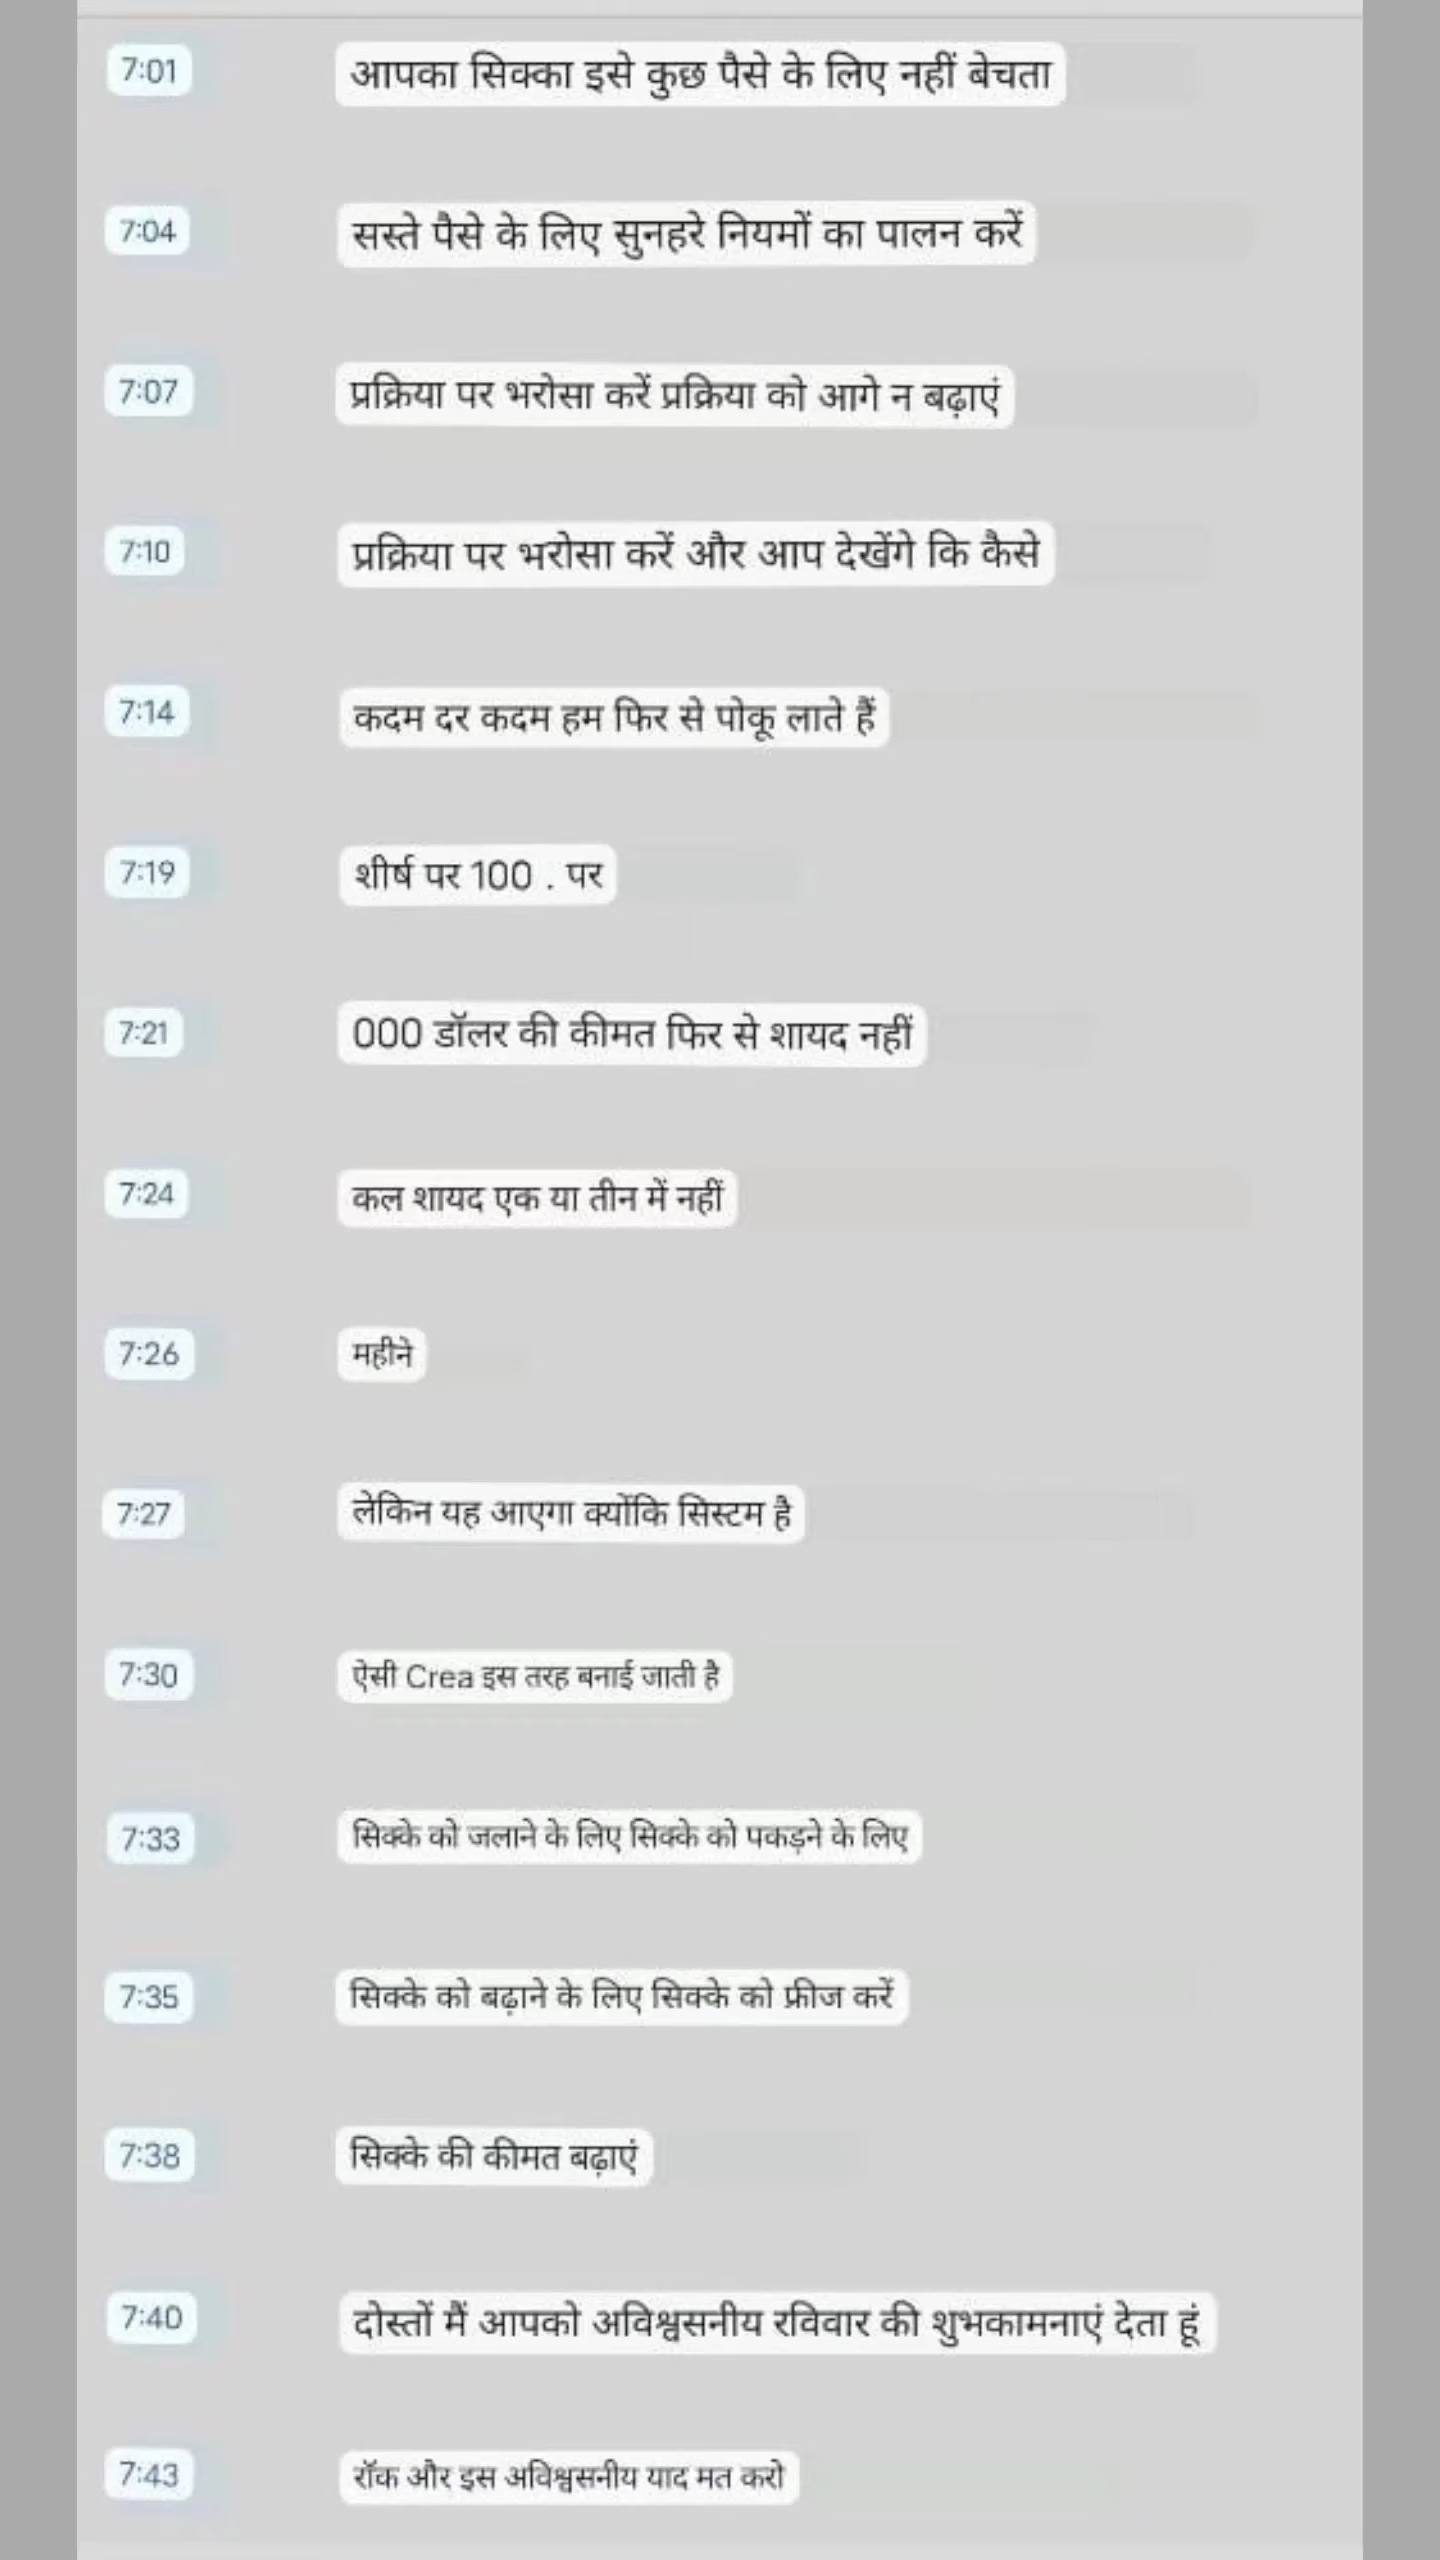 7:01 आपका सिक्का इसे कुछ पैसे के लिए नहीं बेचता
7:04 सस्ते पैसे के लिए सुनहरे नियमों का पालन करें
7:07 प्रक्रिया पर भरोसा करें प्रक्रिया को आगे न बढ़ाएं
7:10 प्रक्रिया पर भरोसा करें और आप देखेंगे कि कैसे
7:14 कदम दर कदम हम फिर से पोकू लाते हैं
7:19 शीर्ष पर 100 . पर
7:21 000 डॉलर की कीमत फिर से शायद नहीं
7:24 कल शायद एक या तीन में नहीं
7:26 महीने
7:27 लेकिन यह आएगा क्योंकि सिस्टम है
7:30 ऐसी Crea इस तरह बनाई जाती है
7:33 सिक्के को जलाने के लिए सिक्के को पकड़ने के लिए
7:35 सिक्के को बढ़ाने के लिए सिक्के को फ्रीज करें
7:38 सिक्के की कीमत बढ़ाएं
7:40 दोस्तों मैं आपको अविश्वसनीय रविवार की शुभकामनाएं देता हूं
7:43 रॉक और इस अविश्वसनीय याद मत करो